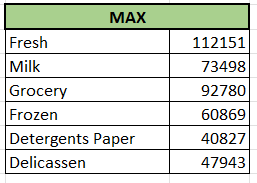 MAX
Fresh 112151
Milk 73498
Grocery 92780
Frozen 60869
Detergents Paper 40827
Delicassen 47943